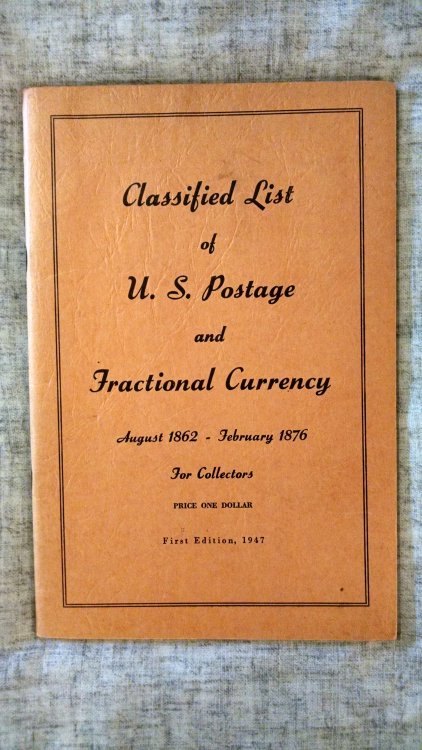 Classified List
of
U. S. Postage
and
Fractional Currency
August 1862 - February 1876
For Collectors
PRICE ONE DOLLAR
First Edition, 1947